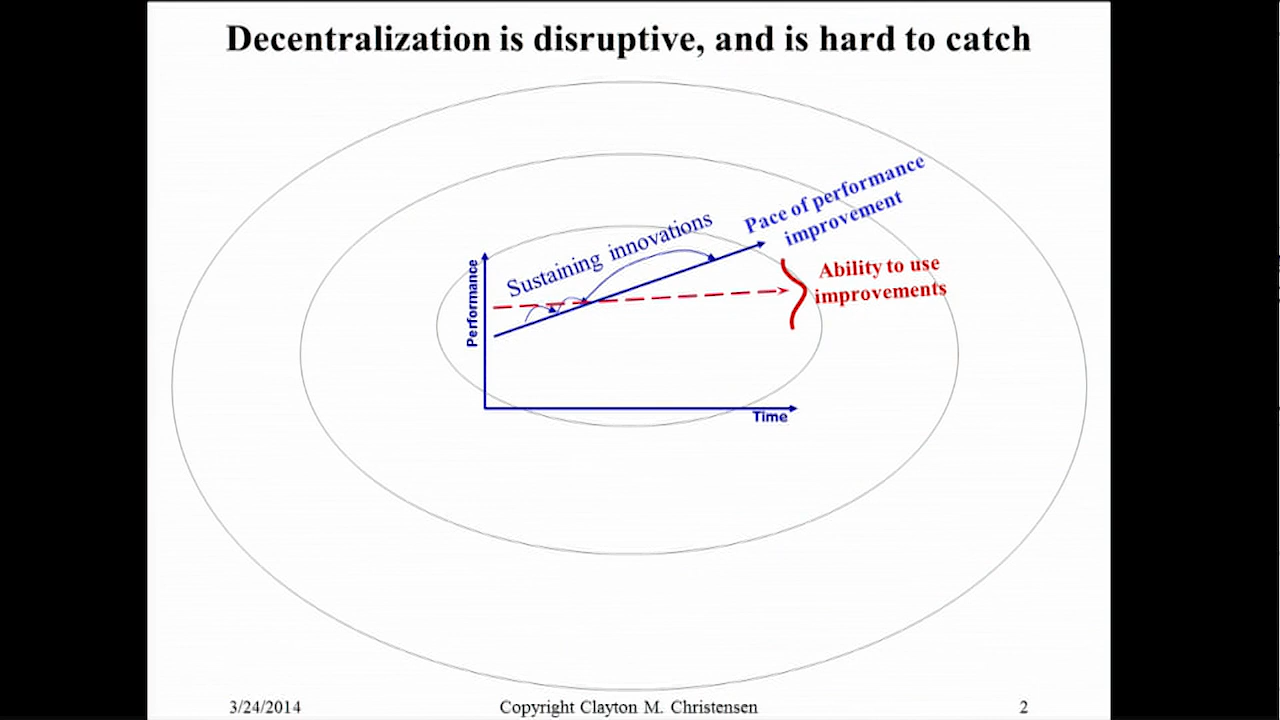 Decentralization is disruptive, and is hard to catch
Pace of performance
improvement
Sustaining innovations
Ability to use
improvements
Performance
Time
3/24/2014
Copyright Clayton M. Christensen
2